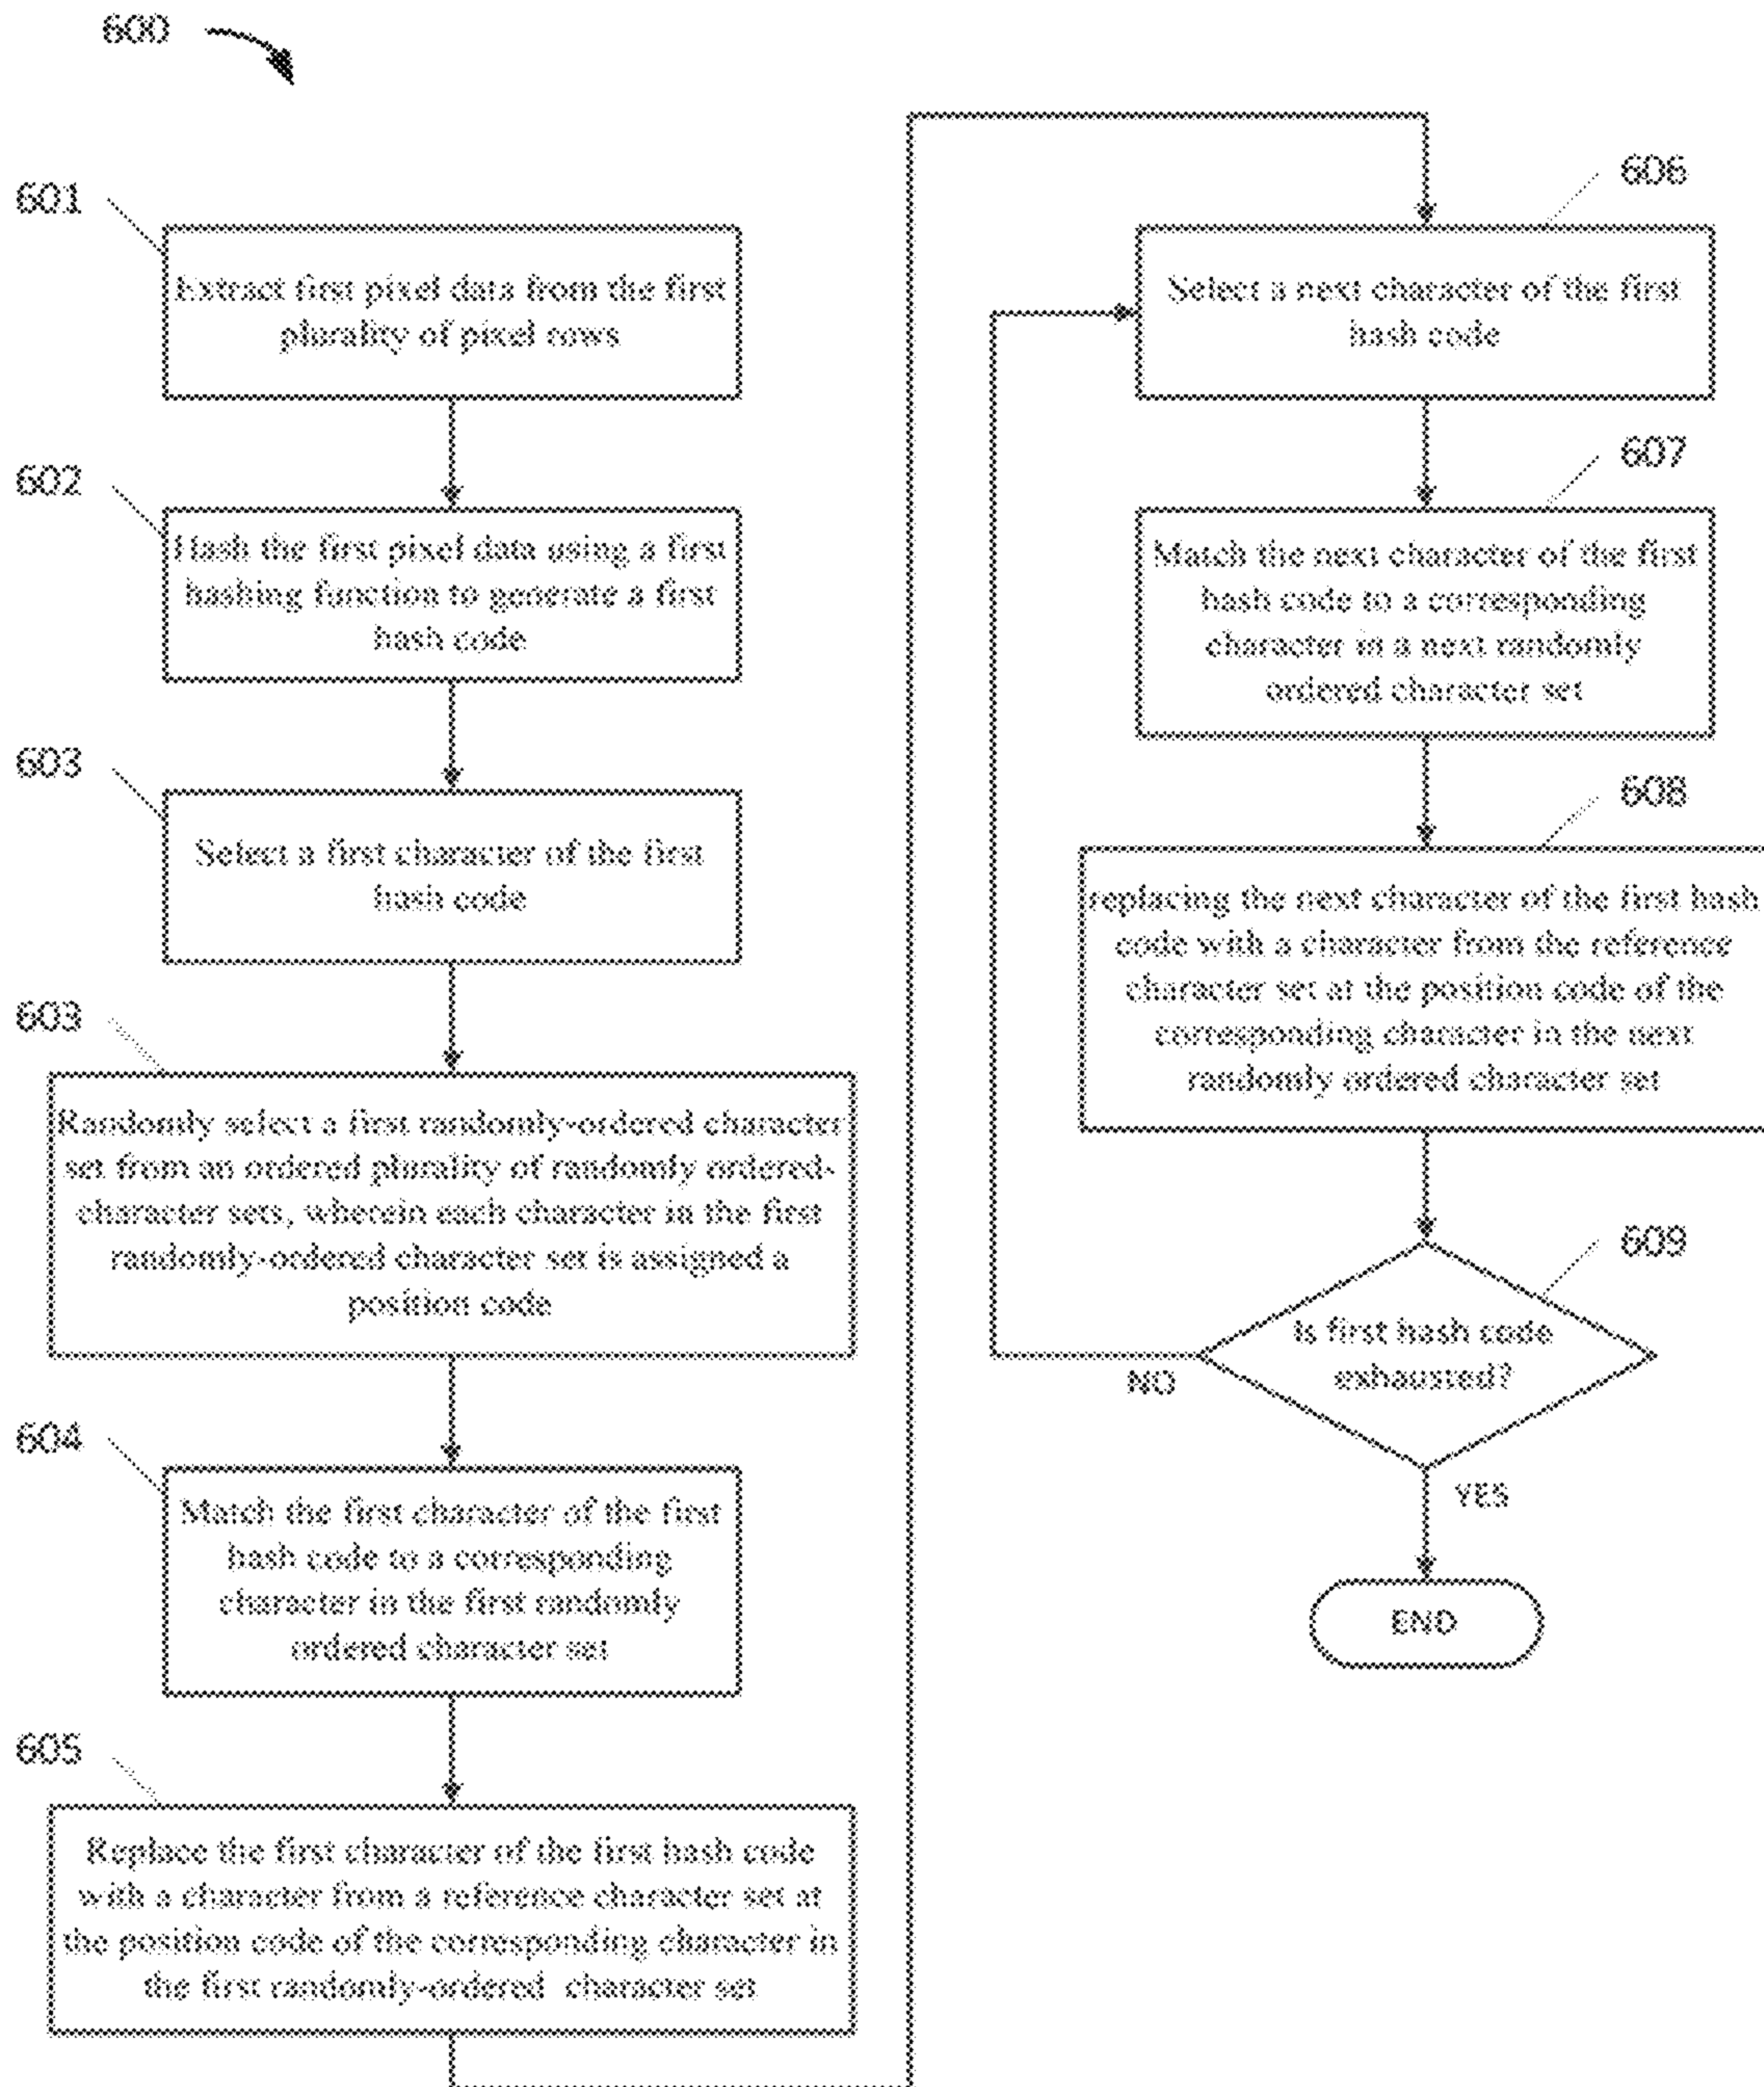 600
601
Extract first pixel data from the first
plurality of pixel rows
602
Hash the first pixel data using a first
hashing function to generate a first
hash code
603
Select a first character of the first
hash code
603
Randomly select a first randomly-ordered character
set from an ordered plurality of randomly ordered-
character sets, wherein each character in the first
randomly-ordered character set is assigned a
position code
604
Match the first character of the first
hash code to a corresponding
character in the first randomly
ordered character set
605
Replace the first character of the first hash code
with a character from a reference character set at
the position code of the corresponding character in
the first randomly-ordered character set
606
Select a next character of the first
hash code
607
Match the next character of the first
hash code to a corresponding
character in a next randomly
ordered character set
608
replacing the next character of the first hash
code with a character from the reference
character set at the position code of the
corresponding character in the next
randomly ordered character set
609
Is first hash code
exhausted?
NO
YES
END